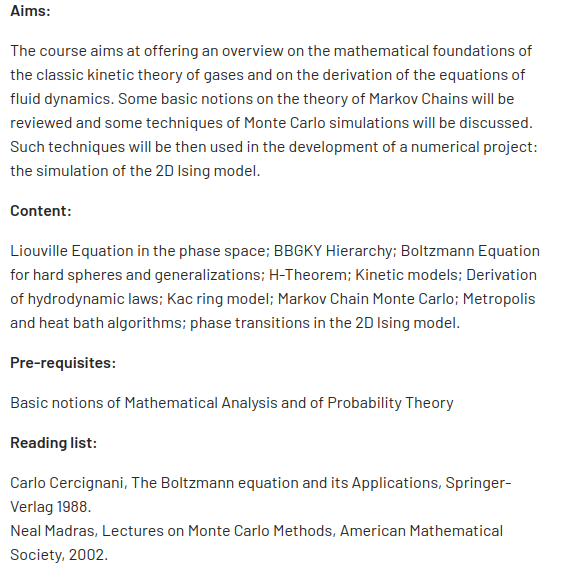 Aims:
The course aims at offering an overview on the mathematical foundations of
the classic kinetic theory of gases and on the derivation of the equations of
fluid dynamics. Some basic notions on the theory of Markov Chains will be
reviewed and some techniques of Monte Carlo simulations will be discussed.
Such techniques will be then used in the development of a numerical project:
the simulation of the 2D Ising model.
Content:
Liouville Equation in the phase space; BBGKY Hierarchy; Boltzmann Equation
for hard spheres and generalizations; H-Theorem; Kinetic models; Derivation
of hydrodynamic laws; Kac ring model; Markov Chain Monte Carlo; Metropolis
and heat bath algorithms; phase transitions in the 2D Ising model.
Pre-requisites:
Basic notions of Mathematical Analysis and of Probability Theory
Reading list:
Carlo Cercignani, The Boltzmann equation and its Applications, Springer-
Verlag 1988.
Neal Madras, Lectures on Monte Carlo Methods, American Mathematical
Society, 2002.